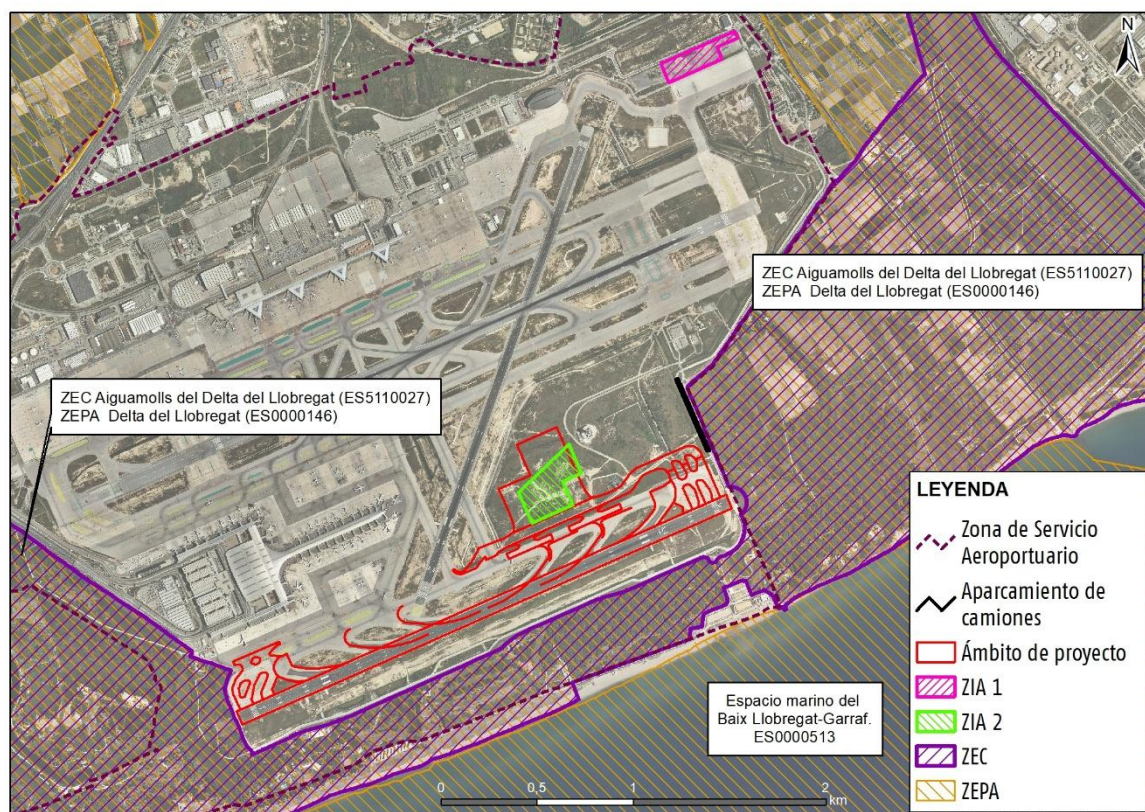 N
ZEC Aiguamolls del Delta del Llobregat (ES5110027)
ZEPA Delta del Llobregat (ES0000146)
ZEC Aiguamolls del Delta del Llobregat (ES5110027)
ZEPA Delta del Llobregat (ES0000146)
Espacio marino del
Baix Llobregat-Garraf.
ES0000513
LEYENDA
Zona de Servicio
Aeroportuario
Aparcamiento de
camiones
Ámbito de proyecto
ZIA 1
ZIA 2
ZEC
ZEPA
0 0,5 1 2
km